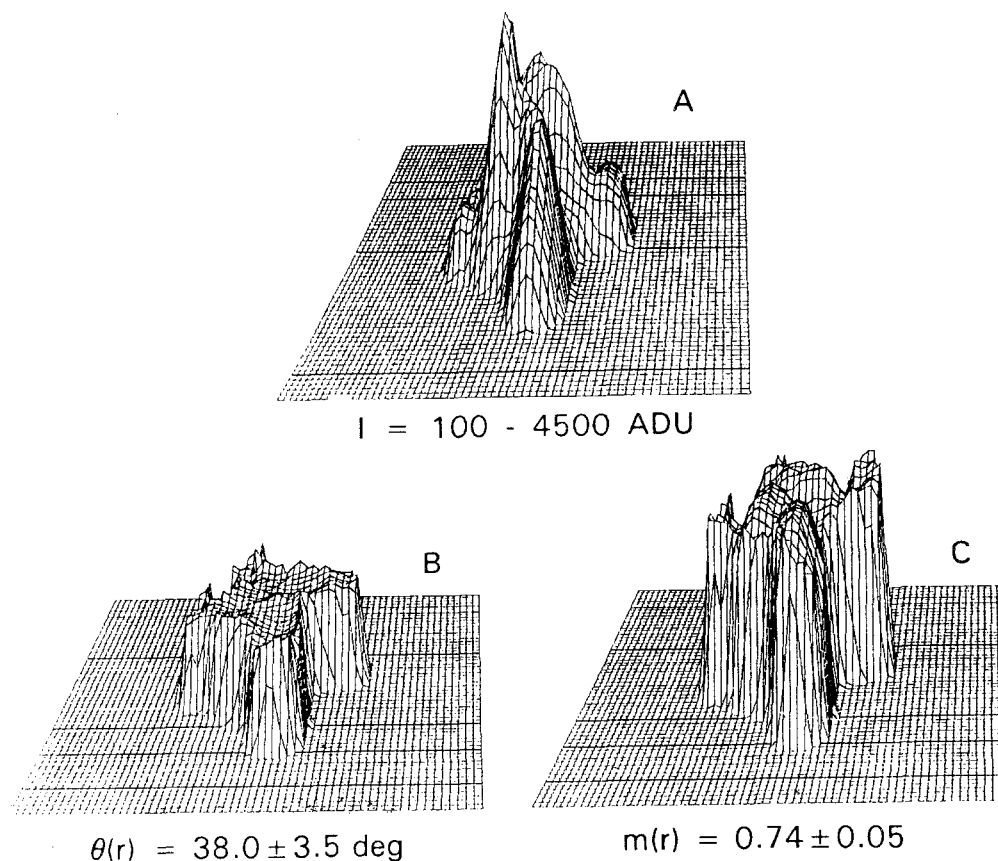 A
I = 100 - 4500 ADU
B
C
θ(r) = 38.0 ± 3.5 deg
m(r) = 0.74 ± 0.05